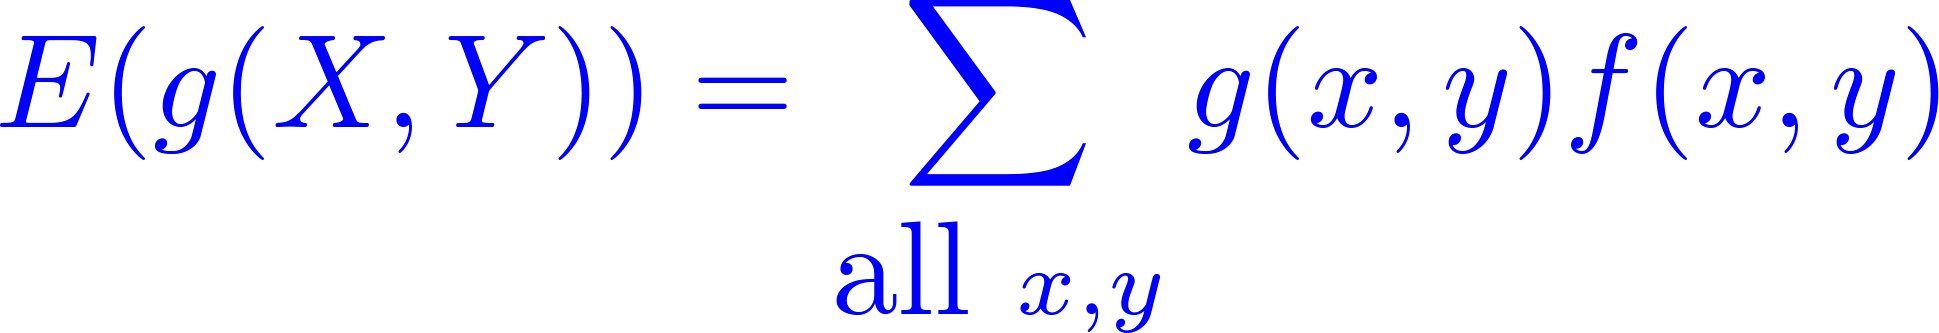 E(g(X, Y)) = ∑ g(x, y)f(x, y)
all x,y